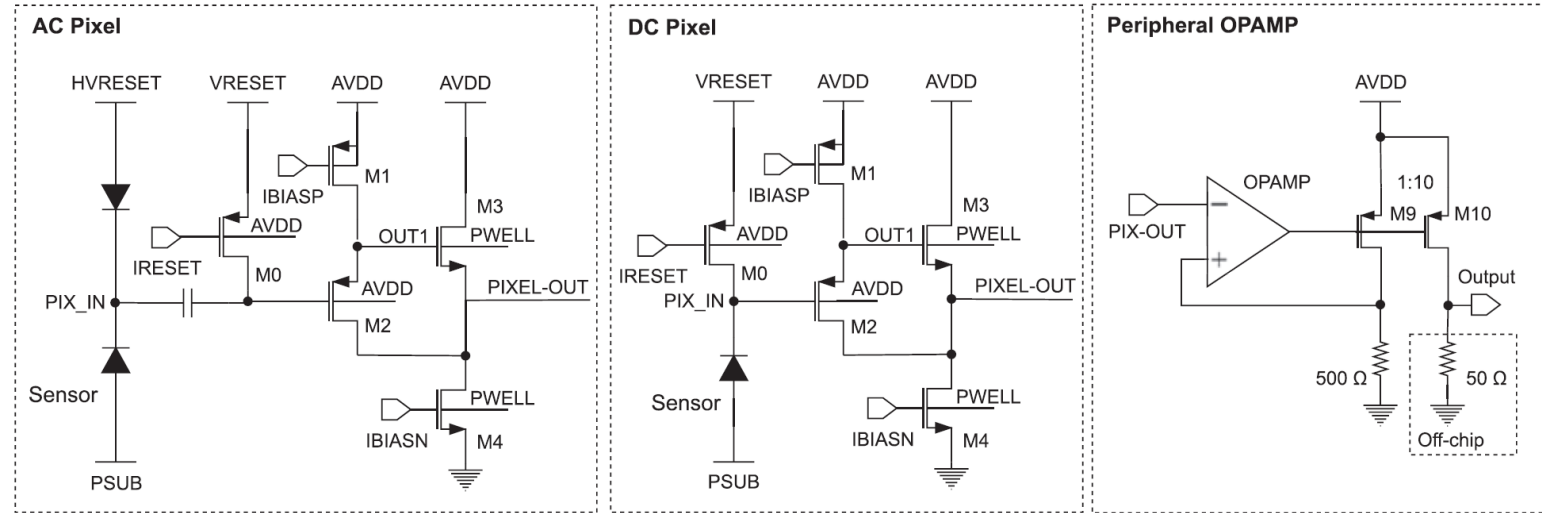 AC Pixel
HVRESET
VRESET
AVDD
AVDD
M1
IBIASP
M3
AVDD
OUT1
PWELL
IRESET
M0
PIX_IN
AVDD
PIXEL-OUT
M2
Sensor
PWELL
IBIASN
M4
PSUB
DC Pixel
VRESET
AVDD
AVDD
M1
IBIASP
M3
AVDD
OUT1
PWELL
IRESET
M0
PIX_IN
AVDD
PIXEL-OUT
M2
Sensor
PWELL
IBIASN
M4
PSUB
Peripheral OPAMP
AVDD
OPAMP
1:10
PIX-OUT
M9
M10
Output
500 Ω
50 Ω
Off-chip